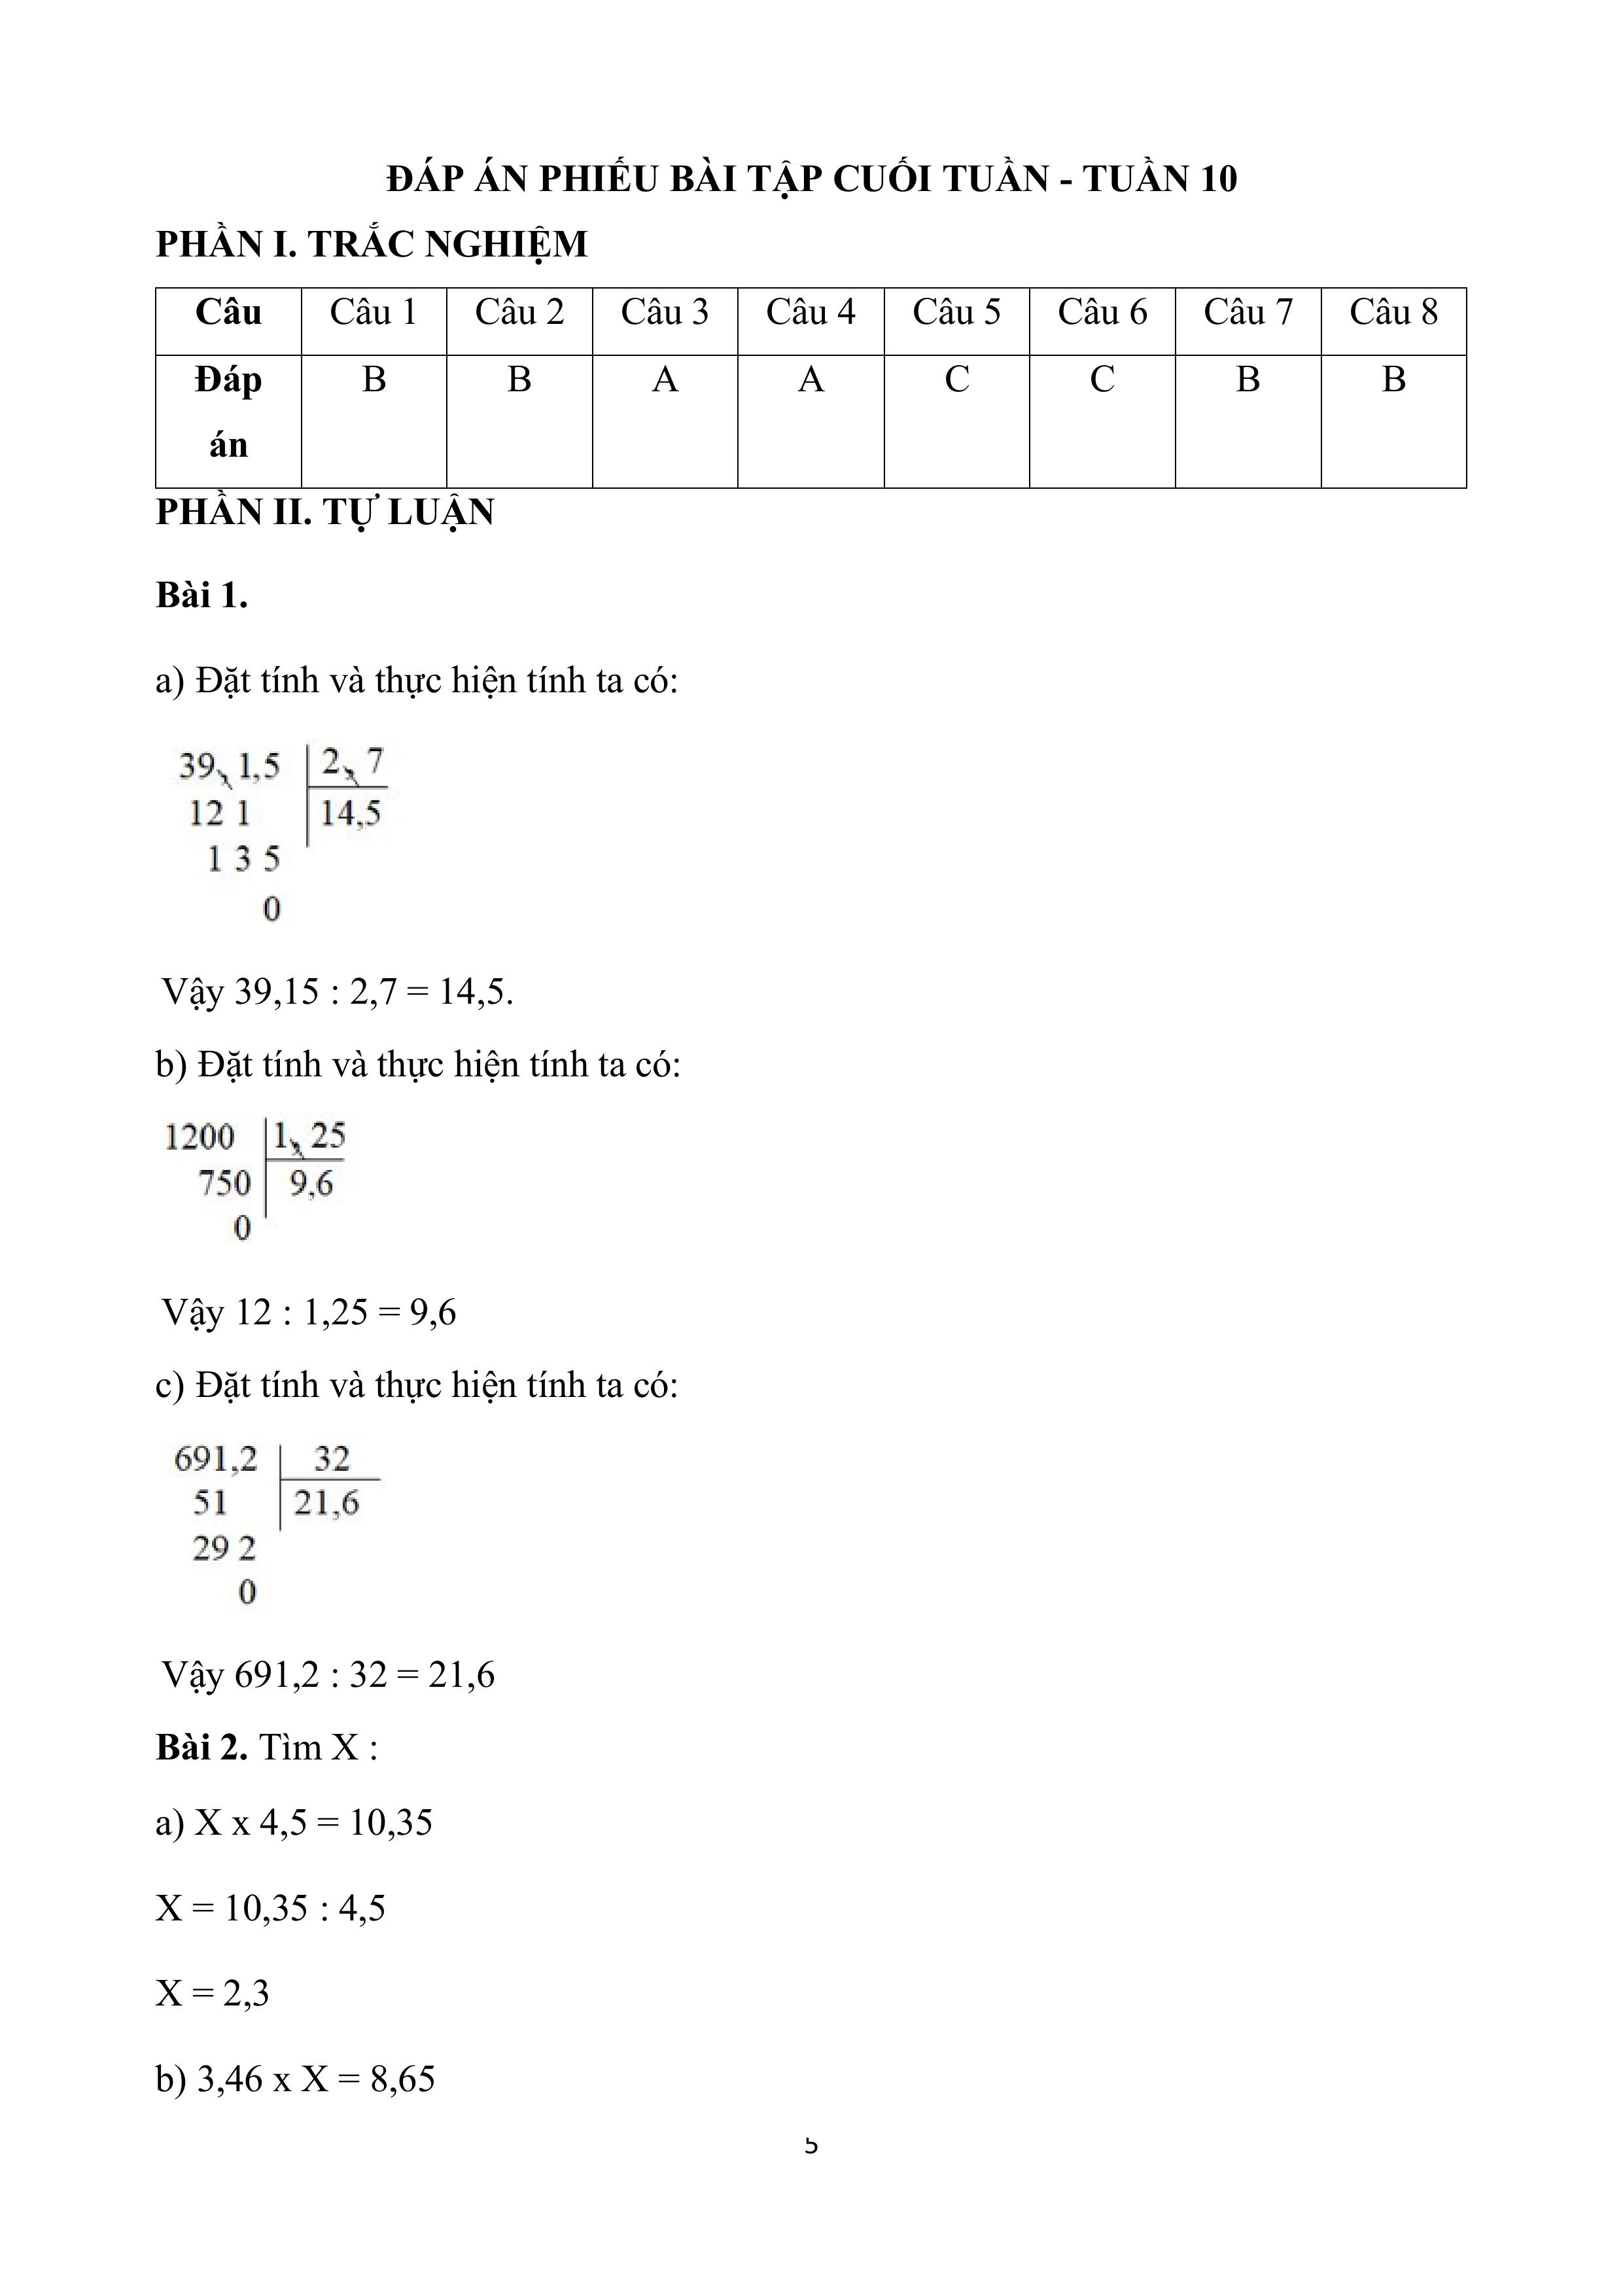 ĐÁP ÁN PHIẾU BÀI TẬP CUỐI TUẦN - TUẦN 10
PHẦN I. TRẮC NGHIỆM
Câu Câu 1 Câu 2 Câu 3 Câu 4 Câu 5 Câu 6 Câu 7 Câu 8
Đáp án B B A A C C B B
PHẦN II. TỰ LUẬN
Bài 1.
a) Đặt tính và thực hiện tính ta có:
39, 1,5 2, 7
12 1 14,5
1 3 5
0
Vậy 39,15 : 2,7 = 14,5.
b) Đặt tính và thực hiện tính ta có:
1200 1, 25
750 9,6
0
Vậy 12 : 1,25 = 9,6
c) Đặt tính và thực hiện tính ta có:
691,2 32
51 21,6
29 2
0
Vậy 691,2 : 32 = 21,6
Bài 2. Tìm X :
a) X x 4,5 = 10,35
X = 10,35 : 4,5
X = 2,3
b) 3,46 x X = 8,65
5